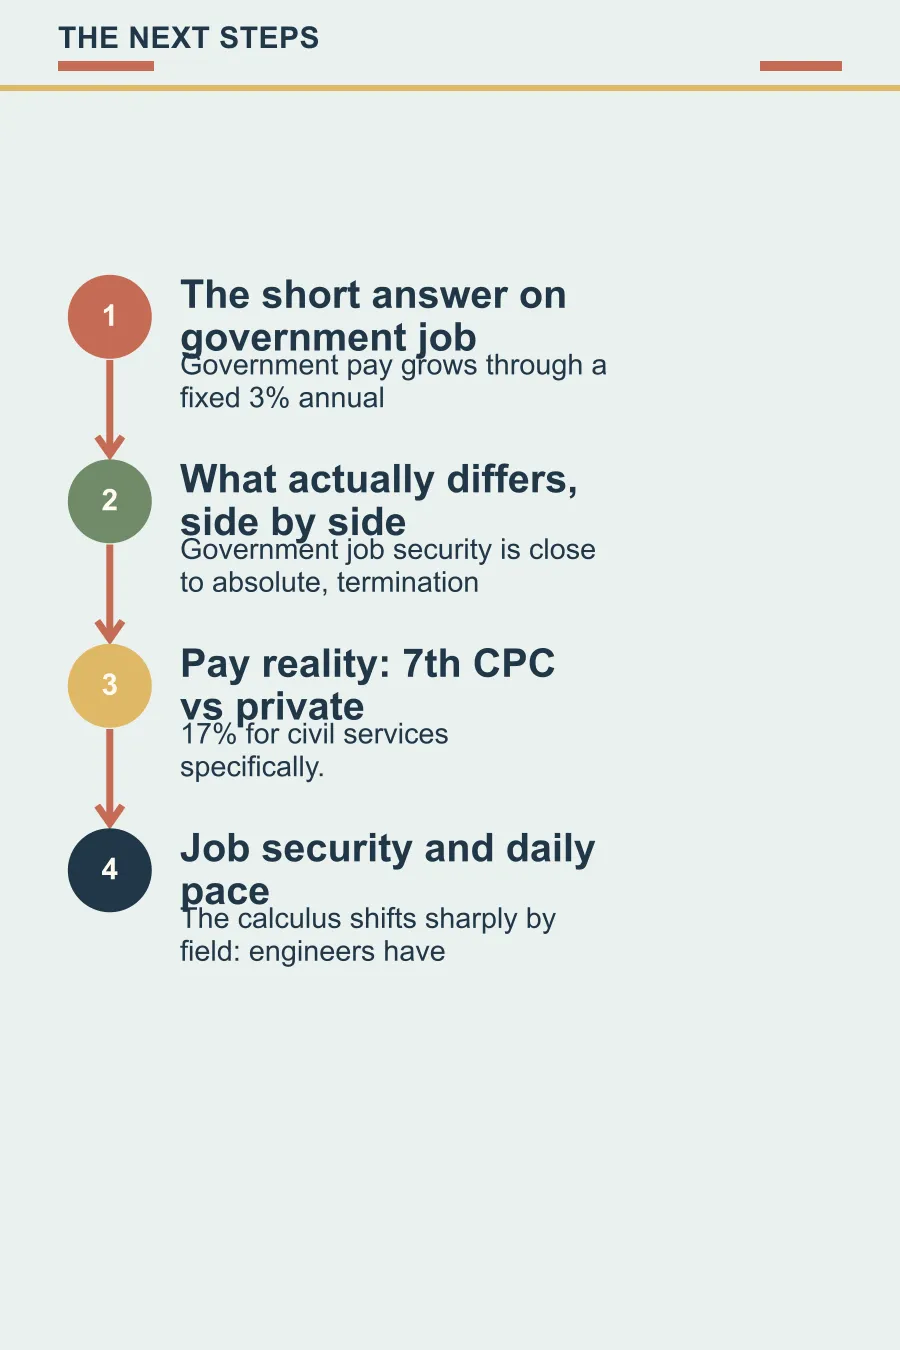 THE NEXT STEPS
1
The short answer on
government job
Government pay grows through a
fixed 3% annual
2
What actually differs,
side by side
Government job security is close
to absolute, termination
3
Pay reality: 7th CPC
vs private
17% for civil services
specifically.
4
Job security and daily
pace
The calculus shifts sharply by
field: engineers have